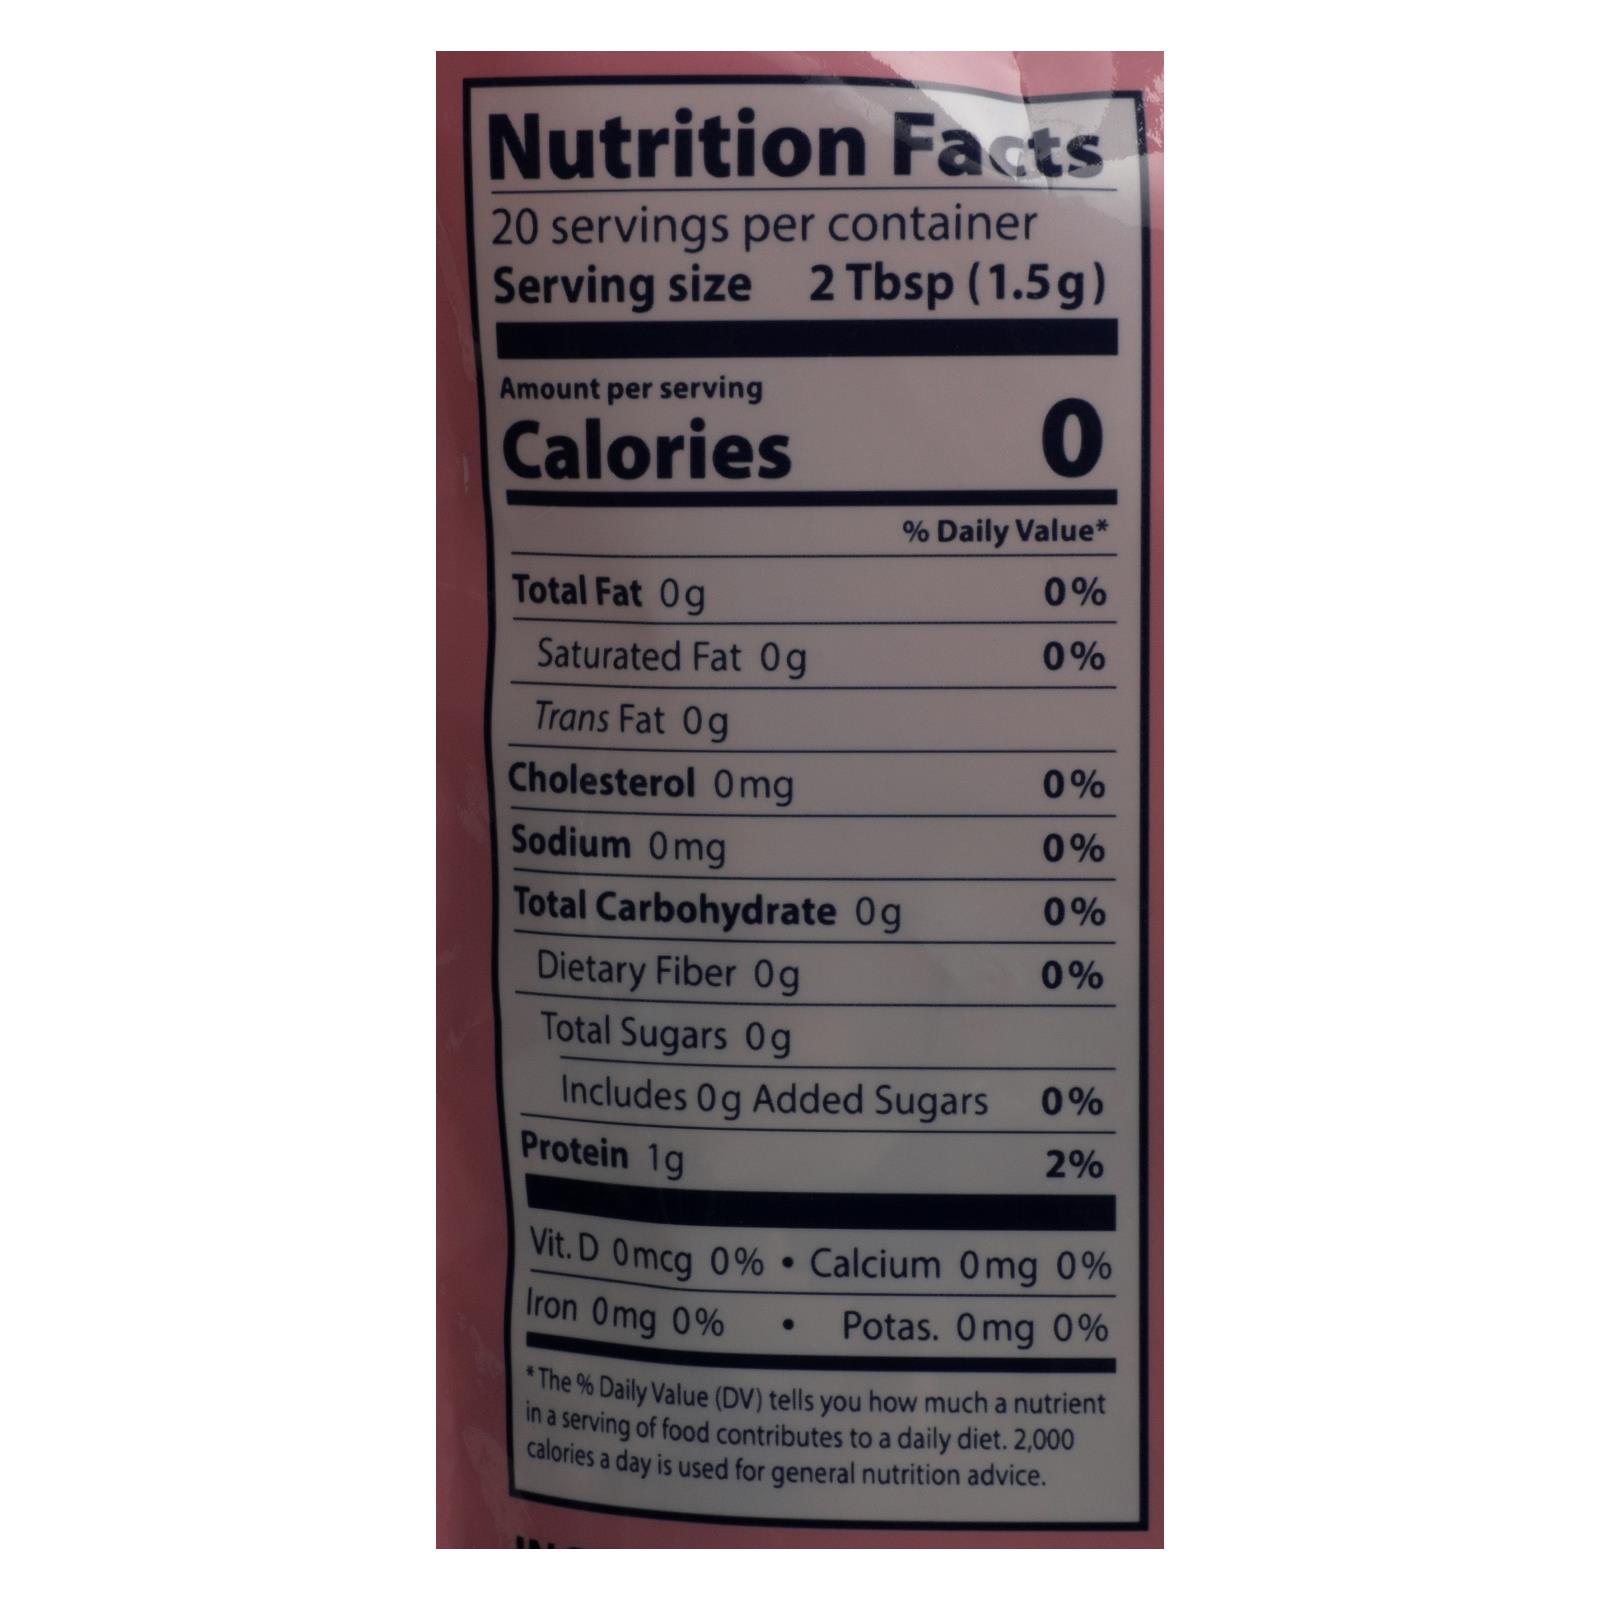 Nutrition Facts
20 servings per container
Serving size 2 Tbsp (1.5g)
Amount per serving
Calories 0
% Daily Value*
Total Fat 0g 0%
Saturated Fat 0g 0%
Trans Fat 0g
Cholesterol 0mg 0%
Sodium 0mg 0%
Total Carbohydrate 0g 0%
Dietary Fiber 0g 0%
Total Sugars 0g
Includes 0g Added Sugars 0%
Protein 1g 2%
Vit. D 0mcg 0% • Calcium 0mg 0%
Iron 0mg 0% • Potas. 0mg 0%
*The % Daily Value (DV) tells you how much a nutrient
in a serving of food contributes to a daily diet. 2,000
calories a day is used for general nutrition advice.